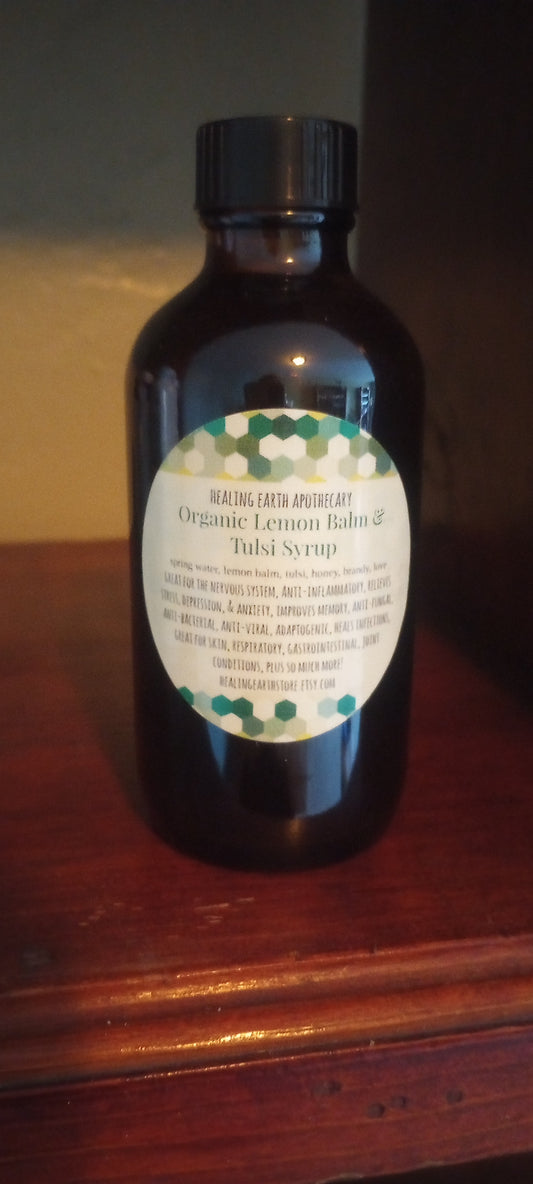 HEALING EARTH APOTHECARY
Organic Lemon Balm &
Tulsi Syrup
spring water, lemon balm, tulsi, honey, brandy, love
GREAT FOR THE NERVOUS SYSTEM, ANTI-INFLAMMATORY, RELIEVES
STRESS, DEPRESSION, & ANXIETY, IMPROVES MEMORY, ANTI-FUNGAL,
ANTI-BACTERIAL, ANTI-VIRAL, ADAPTOGENIC, HEALS INFECTIONS,
GREAT FOR SKIN, RESPIRATORY, GASTROINTESTINAL, JOINT
CONDITIONS, PLUS SO MUCH MORE!
HEALINGEARTHSTORE.ETSY.COM